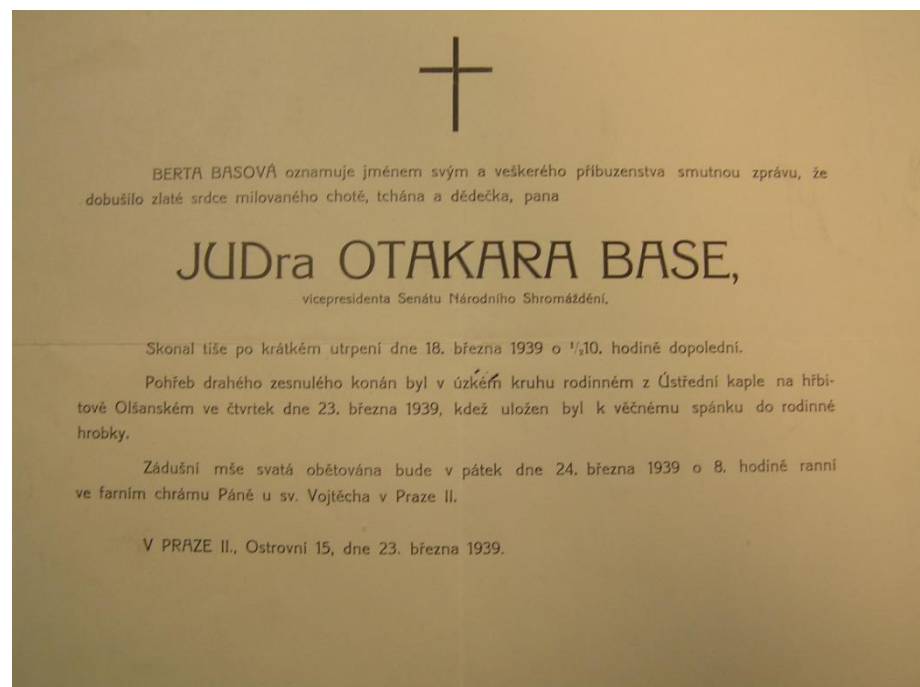 BERTA BASOVÁ oznamuje jménem svým a veškerého příbuzenstva smutnou zprávu, že
dobušilo zlaté srdce milovaného chotě, tchána a dědečka, pana
JUDra OTAKARA BASE,
vicepresidenta Senátu Národního Shromáždění.
Skonal tiše po krátkém utrpení dne 18. března 1939 o 1/210. hodině dopolední.
Pohřeb drahého zesnulého konán byl v úzkém kruhu rodinném z Ústřední kaple na hřbi-
tově Olšanském ve čtvrtek dne 23. března 1939, kdež uložen byl k věčnému spánku do rodinné
hrobky.
Zádušní mše svatá obětována bude v pátek dne 24. března 1939 o 8. hodině ranní
ve farním chrámu Páně u sv. Vojtěcha v Praze II.
V PRAZE II., Ostrovní 15, dne 23. března 1939.